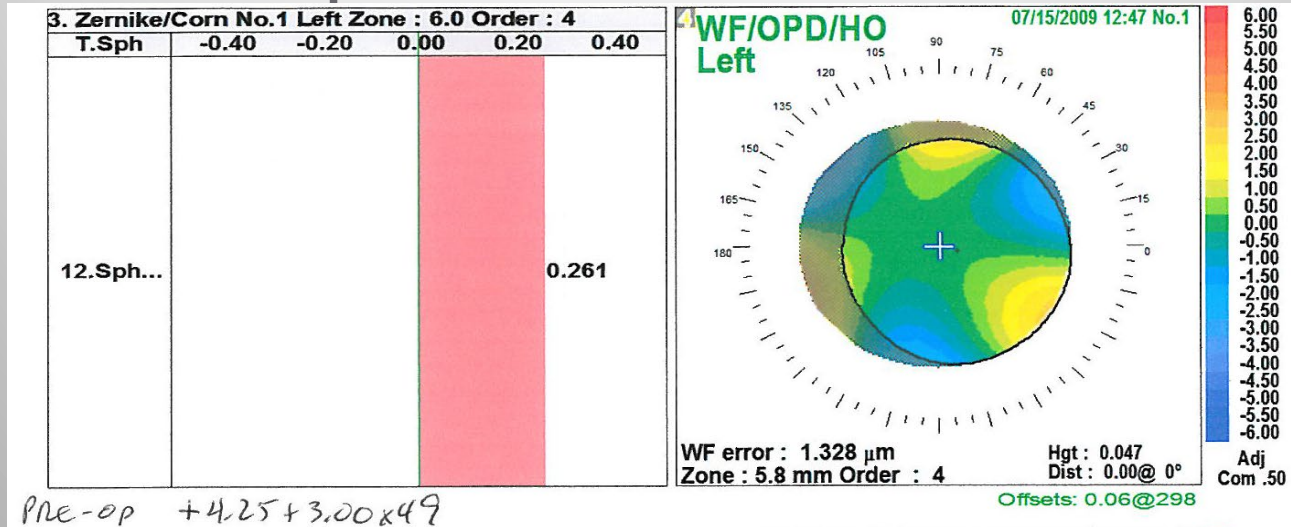 3. Zernike/Corn No.1 Left Zone : 6.0 Order : 4
T.Sph -0.40 -0.20 0.00 0.20 0.40
12.Sph... 0.261
WF/OPD/HO
Left
07/15/2009 12:47 No.1
90
105 75
120 60
135 45
150 30
165 15
180 0
WF error : 1.328 µm
Zone : 5.8 mm Order : 4
Hgt : 0.047
Dist : 0.00@ 0°
Offsets: 0.06@298
6.00
5.50
5.00
4.50
4.00
3.50
3.00
2.50
2.00
1.50
1.00
0.50
0.00
-0.50
-1.00
-1.50
-2.00
-2.50
-3.00
-3.50
-4.00
-4.50
-5.00
-5.50
-6.00
Adj
Com .50
PRE-OP +4.25+3.00x49